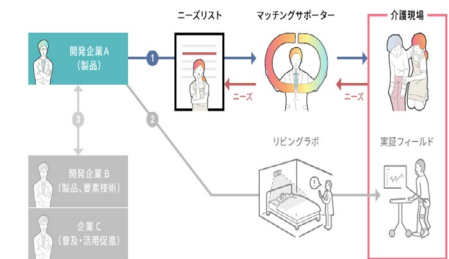 ニーズリスト
マッチングサポーター
介護現場
開発企業A
（製品）
1
ニーズ
ニーズ
3
2
リビングラボ
実証フィールド
開発企業 B
（製品、要素技術）
企業 C
（普及・活用促進）